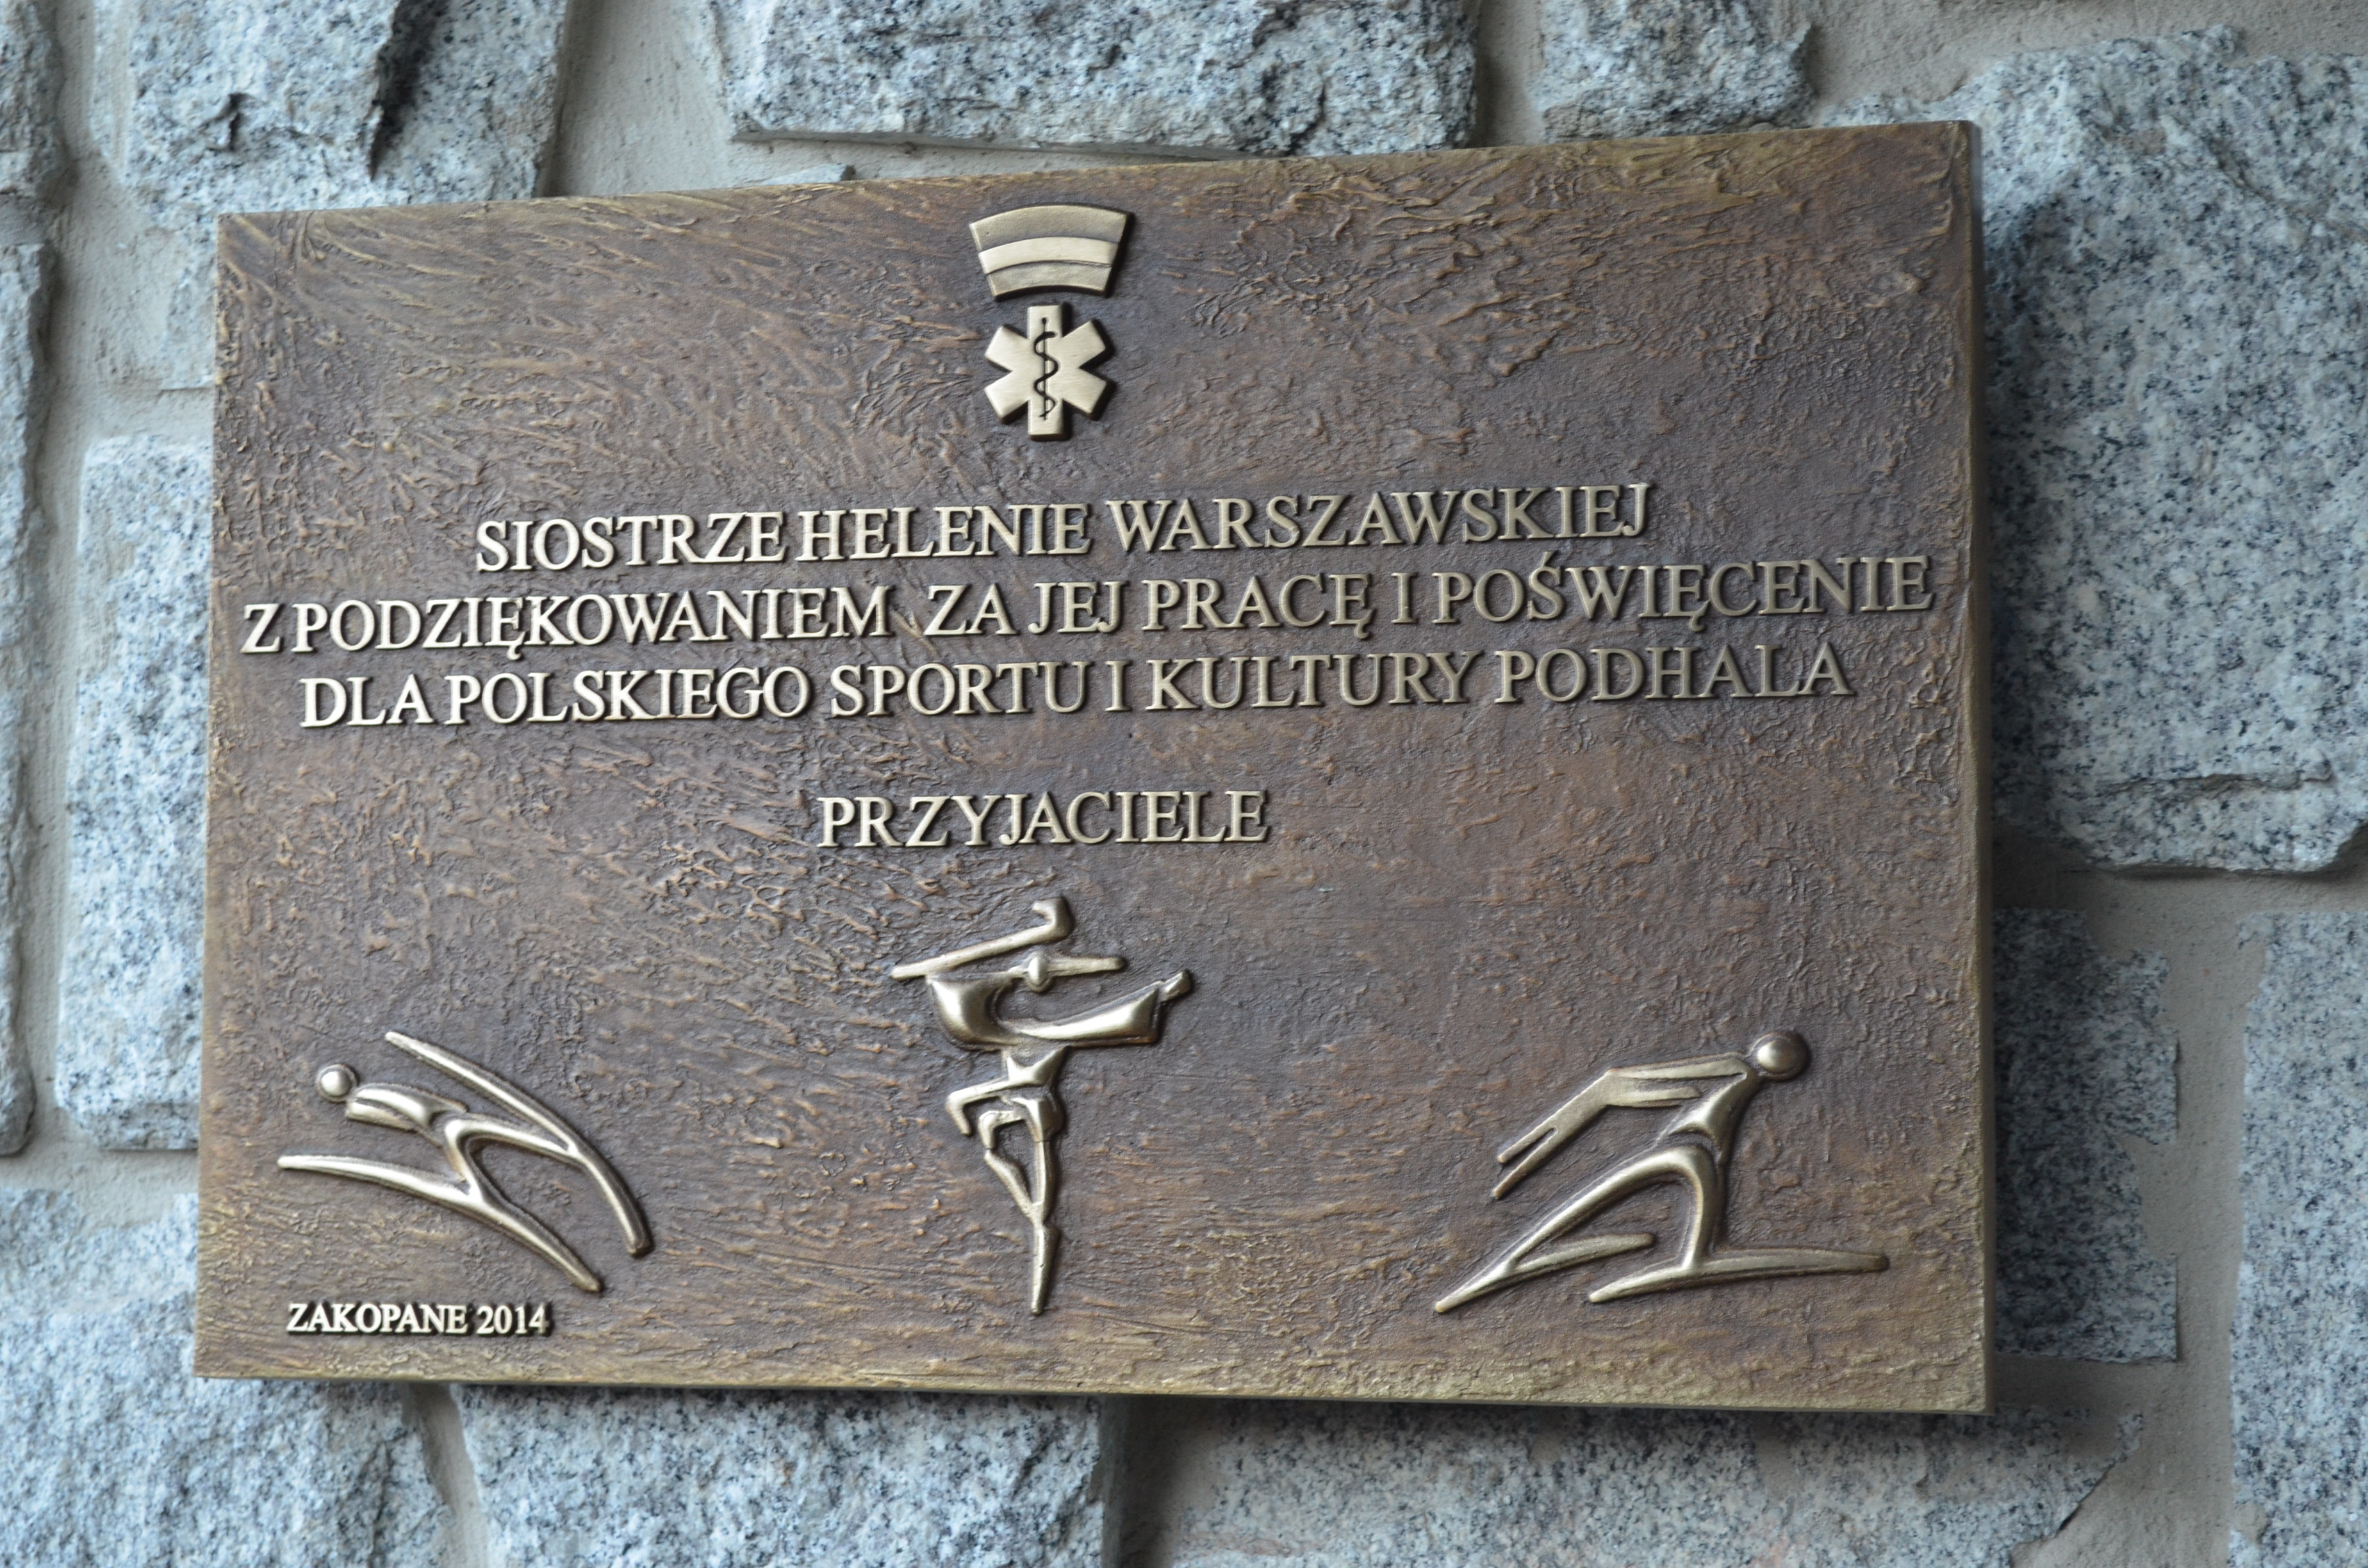 SIOSTRZE HELENIE WARSZAWSKIEJ
Z PODZIĘKOWANIEM ZA JEJ PRACĘ I POŚWIĘCENIE
DLA POLSKIEGO SPORTU I KULTURY PODHALA
PRZYJACIELE
ZAKOPANE 2014